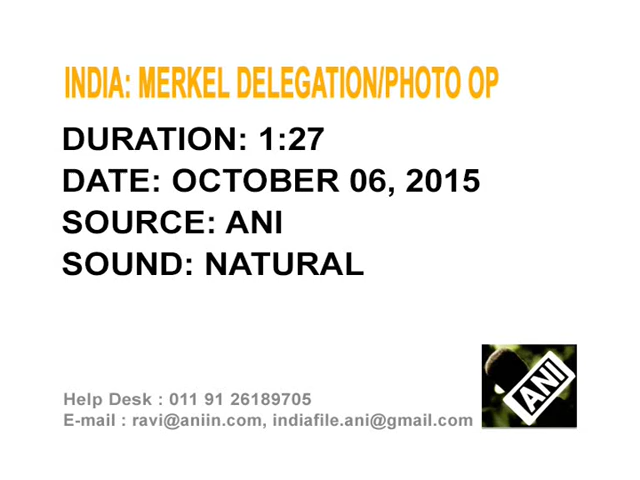 INDIA: MERKEL DELEGATION/PHOTO OP
DURATION: 1:27
DATE: OCTOBER 06, 2015
SOURCE: ANI
SOUND: NATURAL
Help Desk : 011 91 26189705
E-mail : ravi@aniin.com, indiafile.ani@gmail.com
ANI